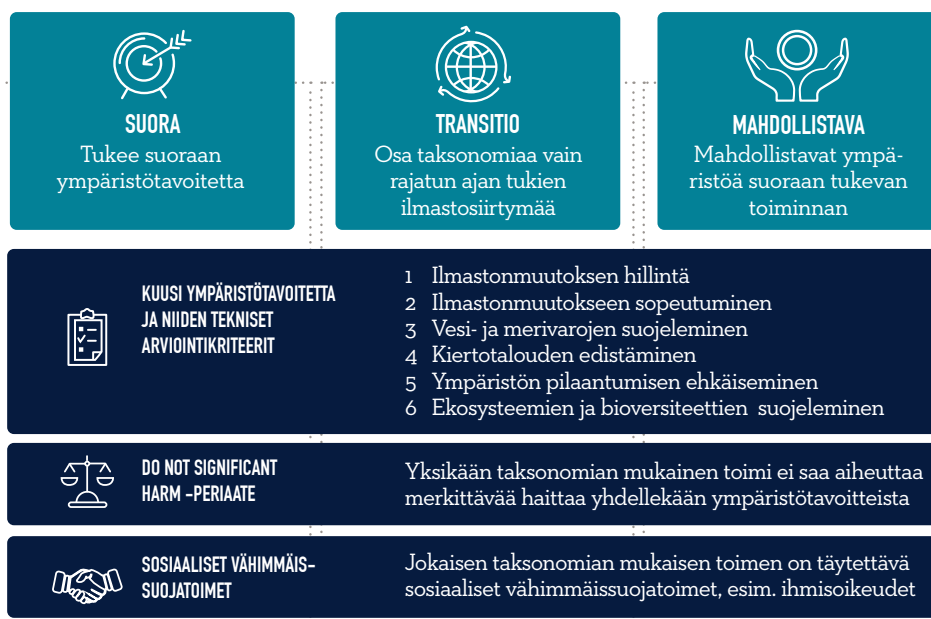 SUORA
Tukee suoraan
ympäristötavoitetta
TRANSITIO
Osa taksonomiaa vain
rajatun ajan tukien
ilmastosiirtymää
MAHDOLLISTAVA
Mahdollistavat ympä-
ristöä suoraan tukevan
toiminnan
KUUSI YMPÄRISTÖTAVOITETTA
JA NIIDEN TEKNISET
ARVIOINTIKRITEERIT
1 Ilmastonmuutoksen hillintä
2 Ilmastonmuutokseen sopeutuminen
3 Vesi- ja merivarojen suojeleminen
4 Kiertotalouden edistäminen
5 Ympäristön pilaantumisen ehkäiseminen
6 Ekosysteemien ja bioversiteettien suojeleminen
DO NOT SIGNIFICANT
HARM -PERIAATE
Yksikään taksonomian mukainen toimi ei saa aiheuttaa
merkittävää haittaa yhdellekään ympäristötavoitteista
SOSIAALISET VÄHIMMÄIS-
SUOJATOIMET
Jokaisen taksonomian mukaisen toimen on täytettävä
sosiaaliset vähimmäissuojatoimet, esim. ihmisoikeudet